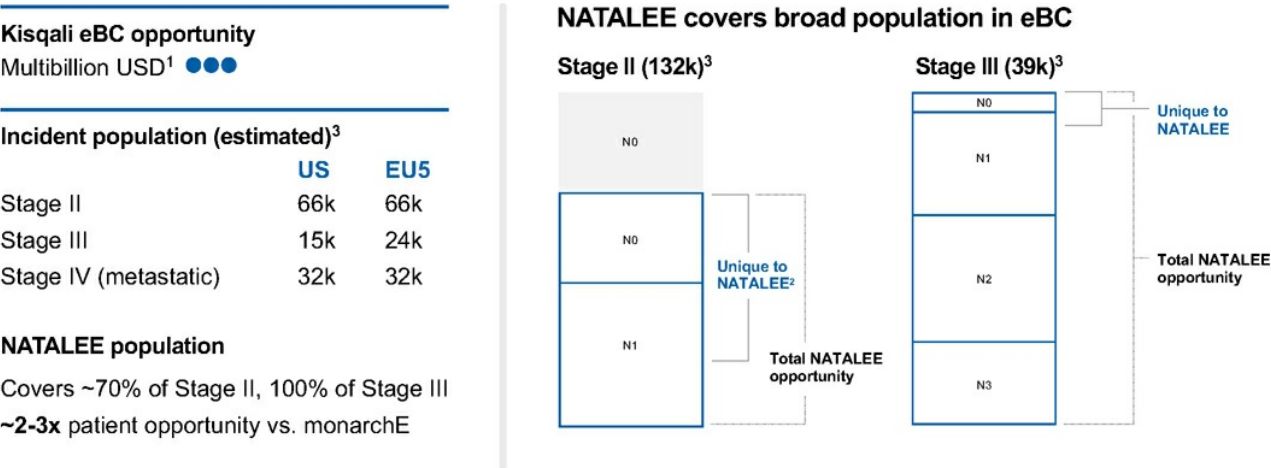 Kisqali eBC opportunity
Multibillion USD¹
Incident population (estimated)³
US EU5
Stage II 66k 66k
Stage III 15k 24k
Stage IV (metastatic) 32k 32k
NATALEE population
Covers ~70% of Stage II, 100% of Stage III
~2-3x patient opportunity vs. monarchE
NATALEE covers broad population in eBC
Stage II (132k)³
N0
N0
N1
Unique to
NATALEE²
Total NATALEE
opportunity
Stage III (39k)³
N0
N1
N2
N3
Unique to
NATALEE
Total NATALEE
opportunity